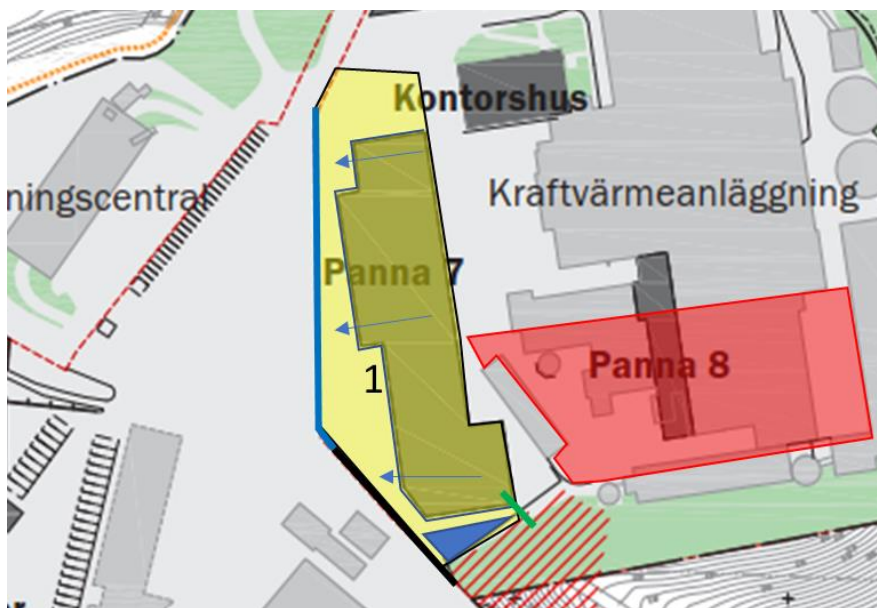 Kontorshus
ningscentral
Kraftvärmeanläggning
Panna 7
Panna 8
1